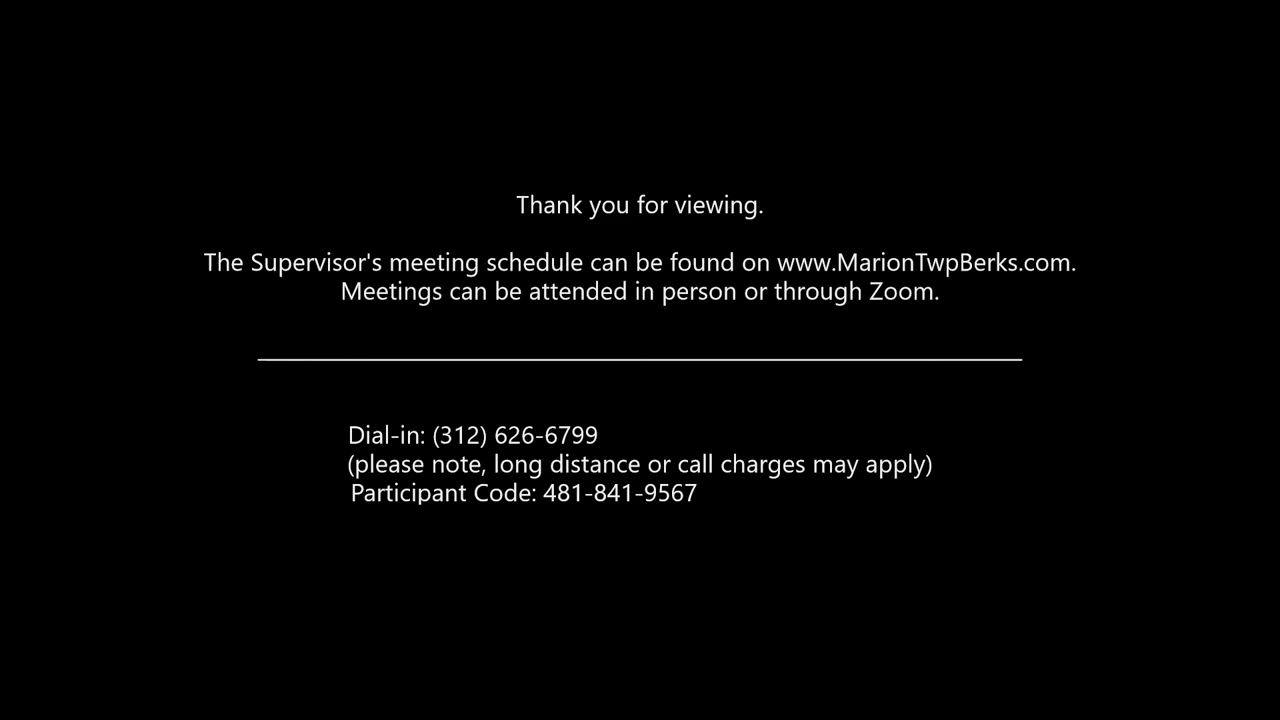 Thank you for viewing.
The Supervisor's meeting schedule can be found on www.MarionTwpBerks.com.
Meetings can be attended in person or through Zoom.
Dial-in: (312) 626-6799
(please note, long distance or call charges may apply)
Participant Code: 481-841-9567